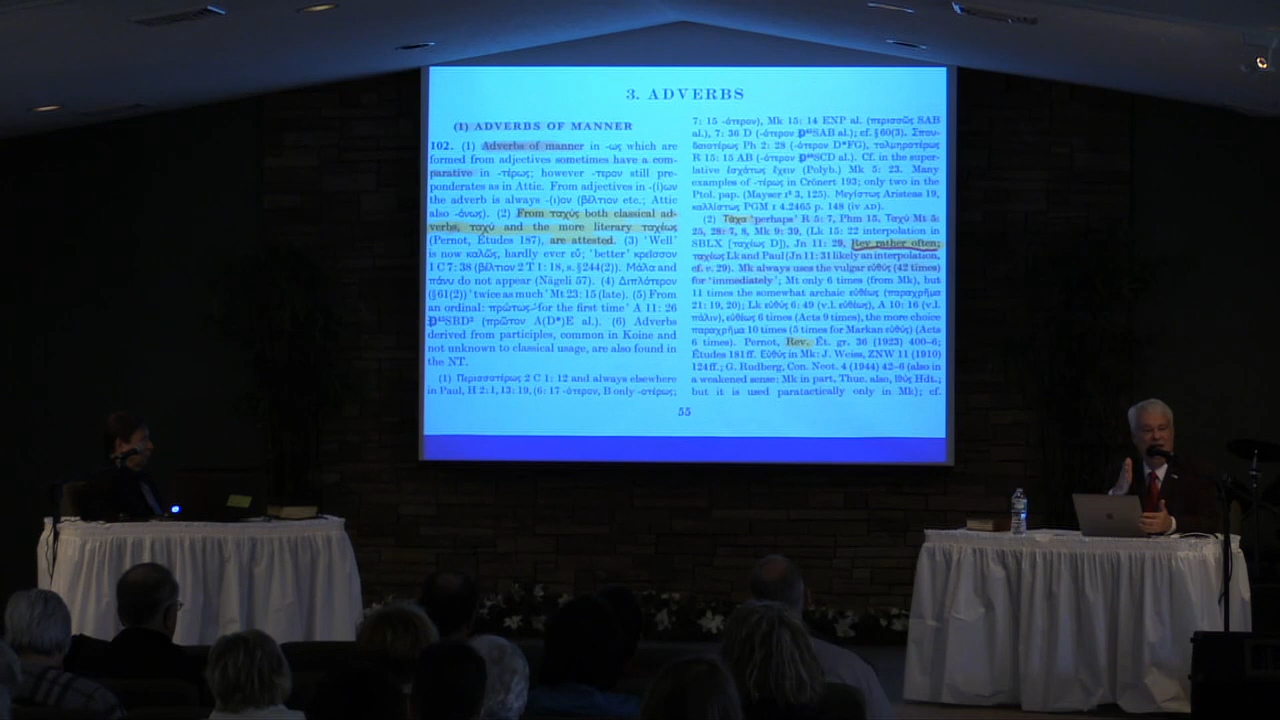 3. ADVERBS
(1) ADVERBS OF MANNER
102. (1) Adverbs of manner in -ως which are
formed from adjectives sometimes have a com-
parative in -τέρως; however -τερον still pre-
ponderates as in Attic. From adjectives in -(ί)ων
the adverb is always -(ι)ον (βέλτιον etc.; Attic
also -όνως). (2) From ταχύς both classical ad-
verbs, ταχύ and the more literary ταχέως
(Pernot, Études 187), are attested. (3) 'Well'
is now καλῶς, hardly ever εὖ; 'better' κρεῖσσον
1 C 7: 38 (βέλτιον 2 T 1: 18, s. §244(2)). Μάλα and
πάνυ do not appear (Nägeli 57). (4) Διπλότερον
(§61(2)) 'twice as much' Mt 23: 15 (late). (5) From
an ordinal: πρώτως 'for the first time' A 11: 26
𝔓⁴⁵SBD² (πρῶτον A(D*)E al.). (6) Adverbs
derived from participles, common in Koine and
not unknown to classical usage, are also found in
the NT.
(1) Περισσοτέρως 2 C 1: 12 and always elsewhere
in Paul, H 2: 1, 13: 19, (6: 17 -ότερον, B only -οτέρως;
7: 15 -ότερον), Mk 15: 14 ENP al. (περισσῶς SAB
al.), 7: 36 D (-ότερον 𝔓⁴⁵SAB al.); cf. §60(3). Σπου-
δαιοτέρως Ph 2: 28 (-ότερον D*FG), τολμηροτέρως
R 15: 15 AB (-ότερον 𝔓⁴⁶SCD al.). Cf. in the super-
lative ἐσχάτως ἔχειν (Polyb.) Mk 5: 23. Many
examples of -τέρως in Crönert 193; only two in the
Ptol. pap. (Mayser I² 3, 125). Μεγίστως Aristeas 19,
καλλίστως PGM I 4.2465 p. 148 (iv AD).
(2) Τάχα 'perhaps' R 5: 7, Phm 15, Ταχύ Mt 5:
25, 28: 7, 8, Mk 9: 39, (Lk 15: 22 interpolation in
SBLX [ταχέως D]), Jn 11: 29, Rev rather often;
ταχέως Lk and Paul (Jn 11: 31 likely an interpolation,
cf. v. 29). Mk always uses the vulgar εὐθύς (42 times)
for 'immediately'; Mt only 6 times (from Mk), but
11 times the somewhat archaic εὐθέως (παραχρῆμα
21: 19, 20); Lk εὐθύς 6: 49 (v.l. εὐθέως), A 10: 16 (v.l.
πάλιν), εὐθέως 6 times (Acts 9 times), the more choice
παραχρῆμα 10 times (5 times for Markan εὐθύς) (Acts
6 times). Pernot, Rev. Ét. gr. 36 (1923) 400–6;
Études 181ff. Εὐθύς in Mk: J. Weiss, ZNW 11 (1910)
124ff.; G. Rudberg, Con. Neot. 4 (1944) 42–6 (also in
a weakened sense: Mk in part, Thuc. also, ἰθύς Hdt.;
but it is used paratactically only in Mk); cf.
55